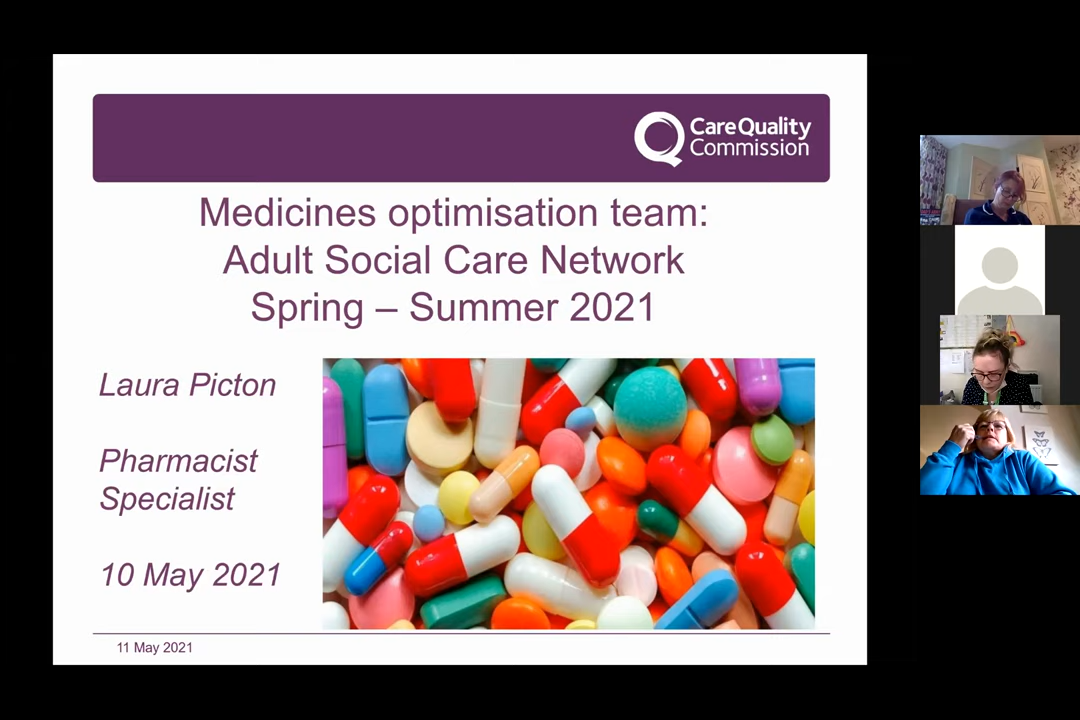 CareQuality
Commission
Medicines optimisation team:
Adult Social Care Network
Spring – Summer 2021
Laura Picton
Pharmacist
Specialist
10 May 2021
11 May 2021